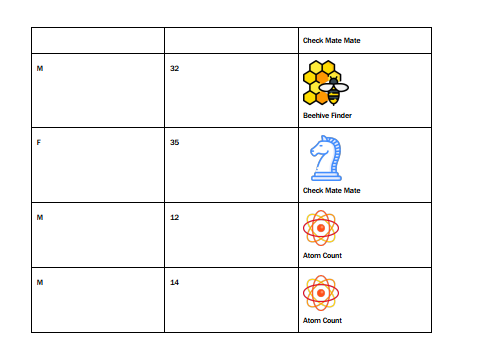 Check Mate Mate
M 32
Beehive Finder
F 35
Check Mate Mate
M 12
Atom Count
M 14
Atom Count